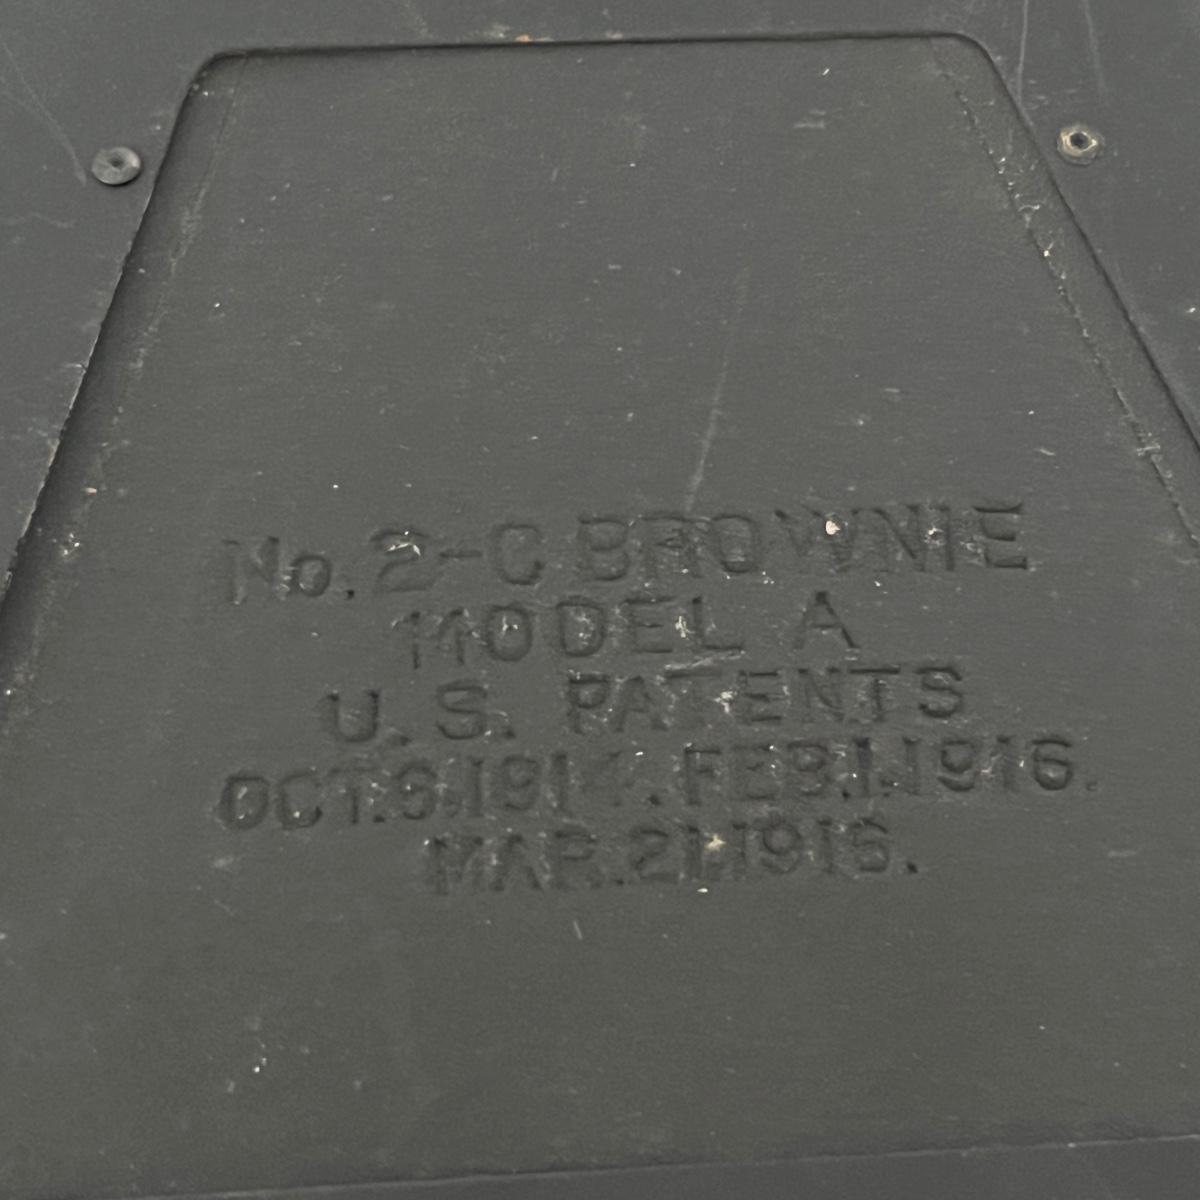 No. 2-C BROWNIE
MODEL A
U. S. PATENTS
OCT. 6. 1914. FEB. 1. 1916.
MAR. 21. 1916.